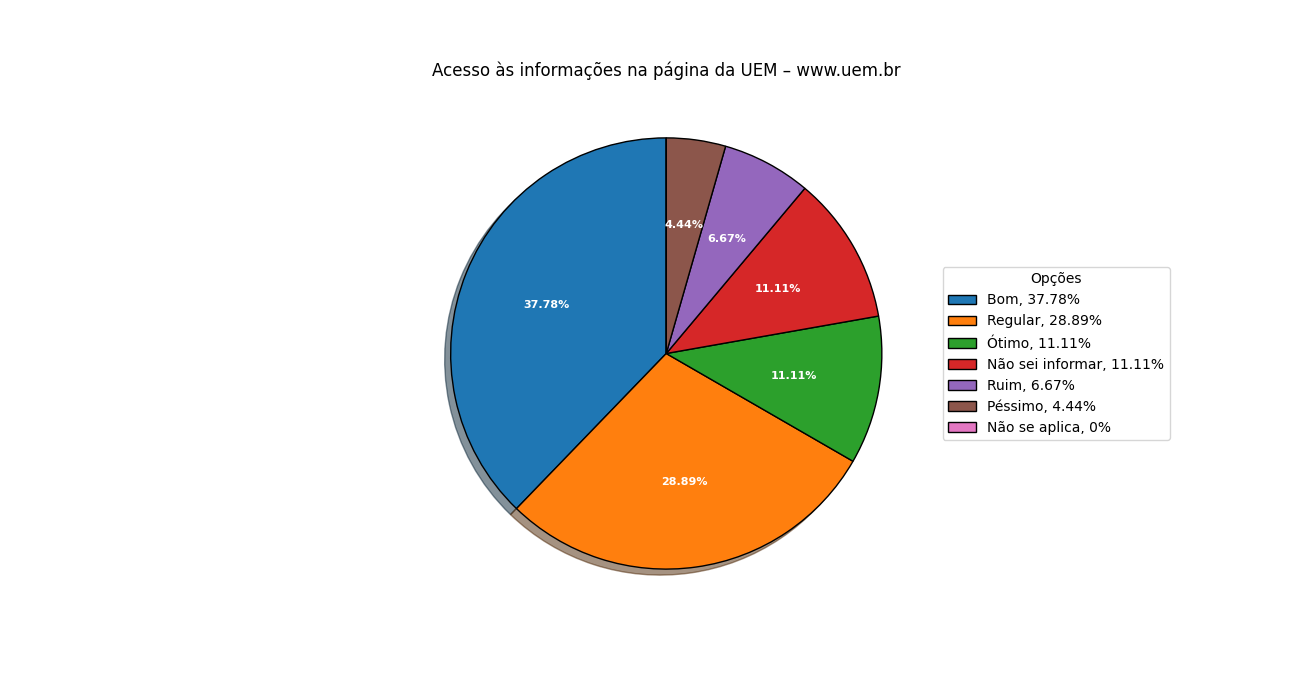 Acesso às informações na página da UEM – www.uem.br
4.44%
6.67%
11.11%
37.78%
11.11%
28.89%
Opções
Bom, 37.78%
Regular, 28.89%
Ótimo, 11.11%
Não sei informar, 11.11%
Ruim, 6.67%
Péssimo, 4.44%
Não se aplica, 0%